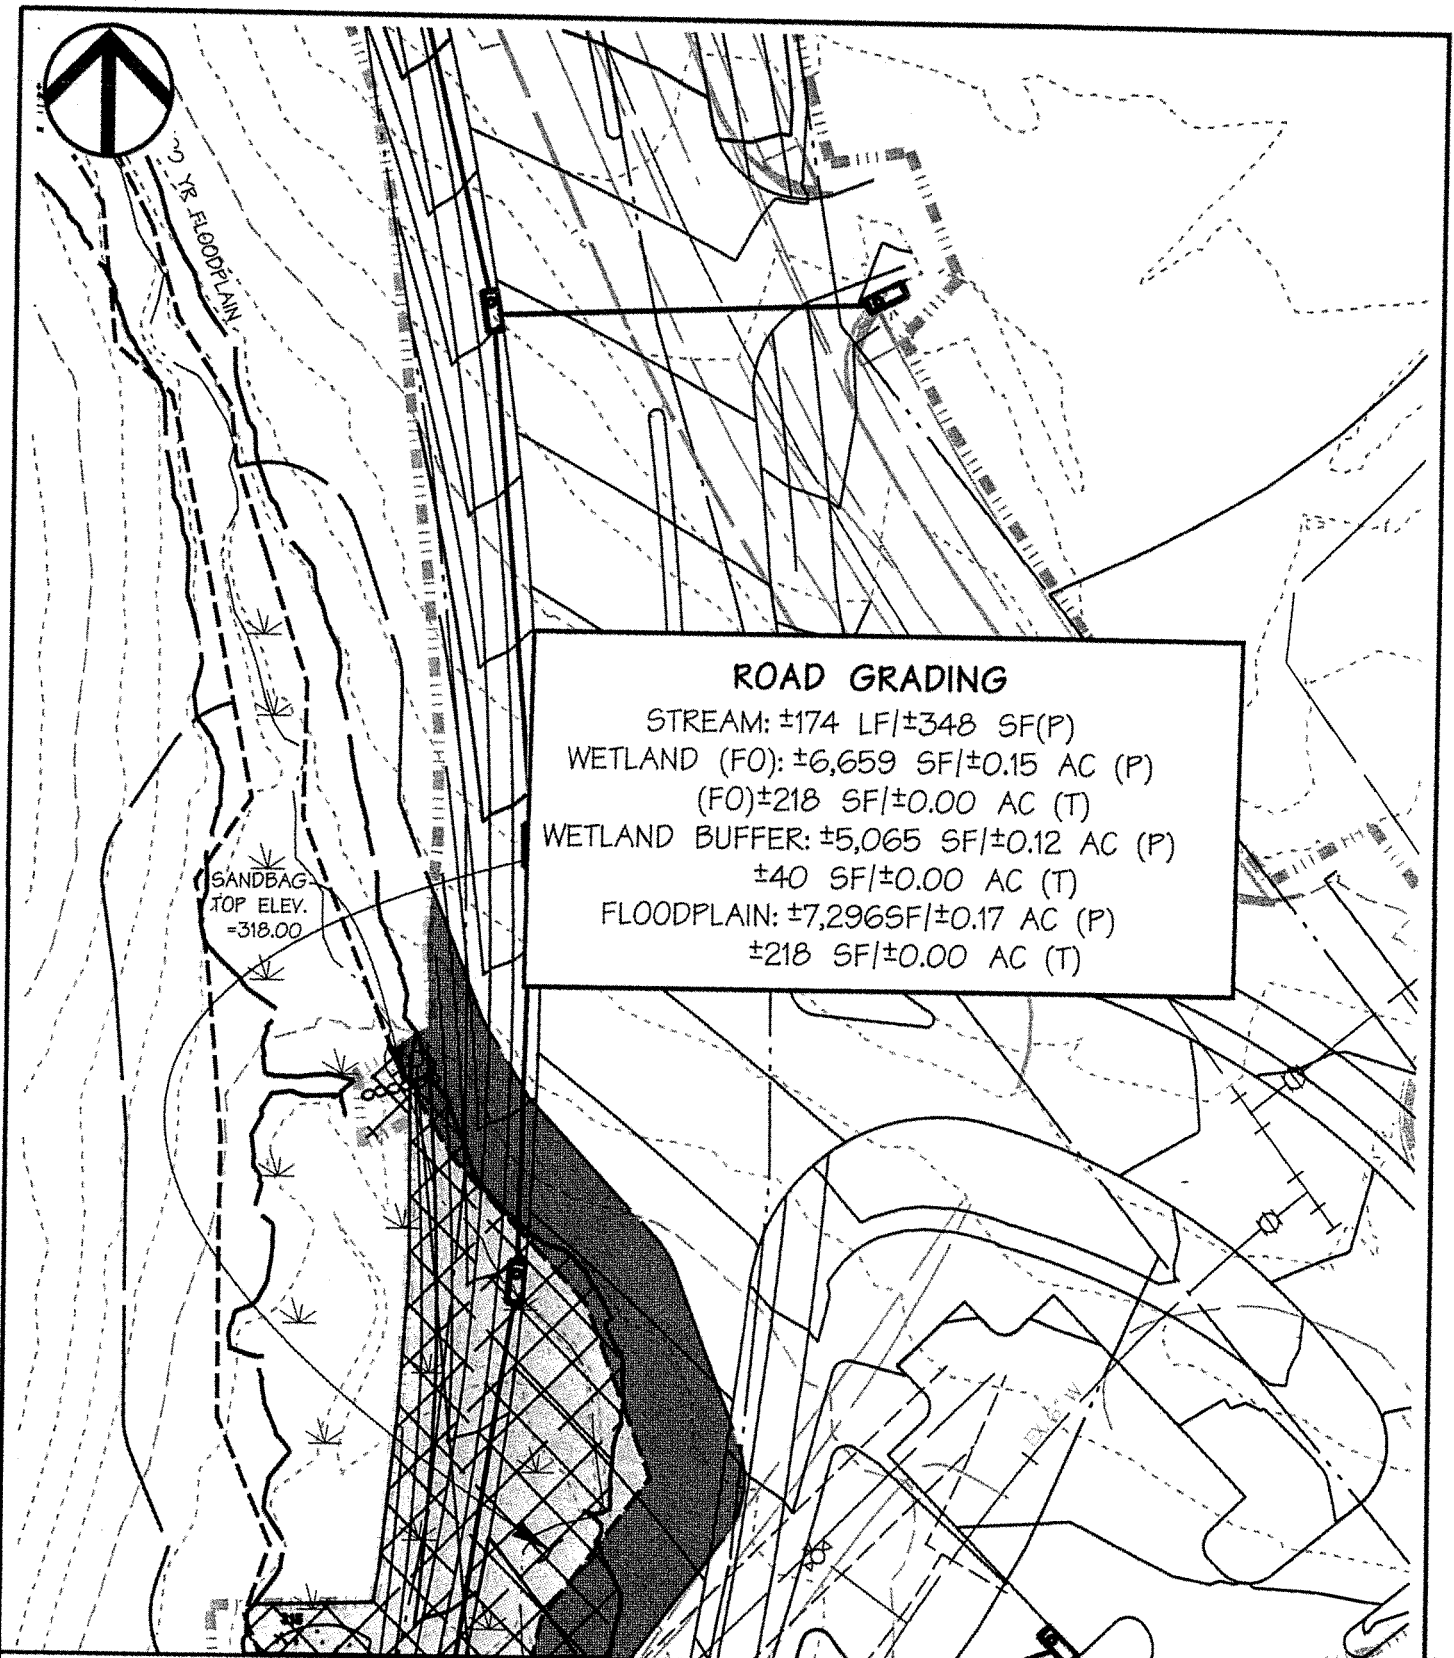 3 YR FLOODPLAIN
ROAD GRADING
STREAM: ±174 LF/±348 SF(P)
WETLAND (FO): ±6,659 SF/±0.15 AC (P)
(FO)±218 SF/±0.00 AC (T)
WETLAND BUFFER: ±5,065 SF/±0.12 AC (P)
±40 SF/±0.00 AC (T)
FLOODPLAIN: ±7,296SF/±0.17 AC (P)
±218 SF/±0.00 AC (T)
SANDBAG
TOP ELEV.
=318.00